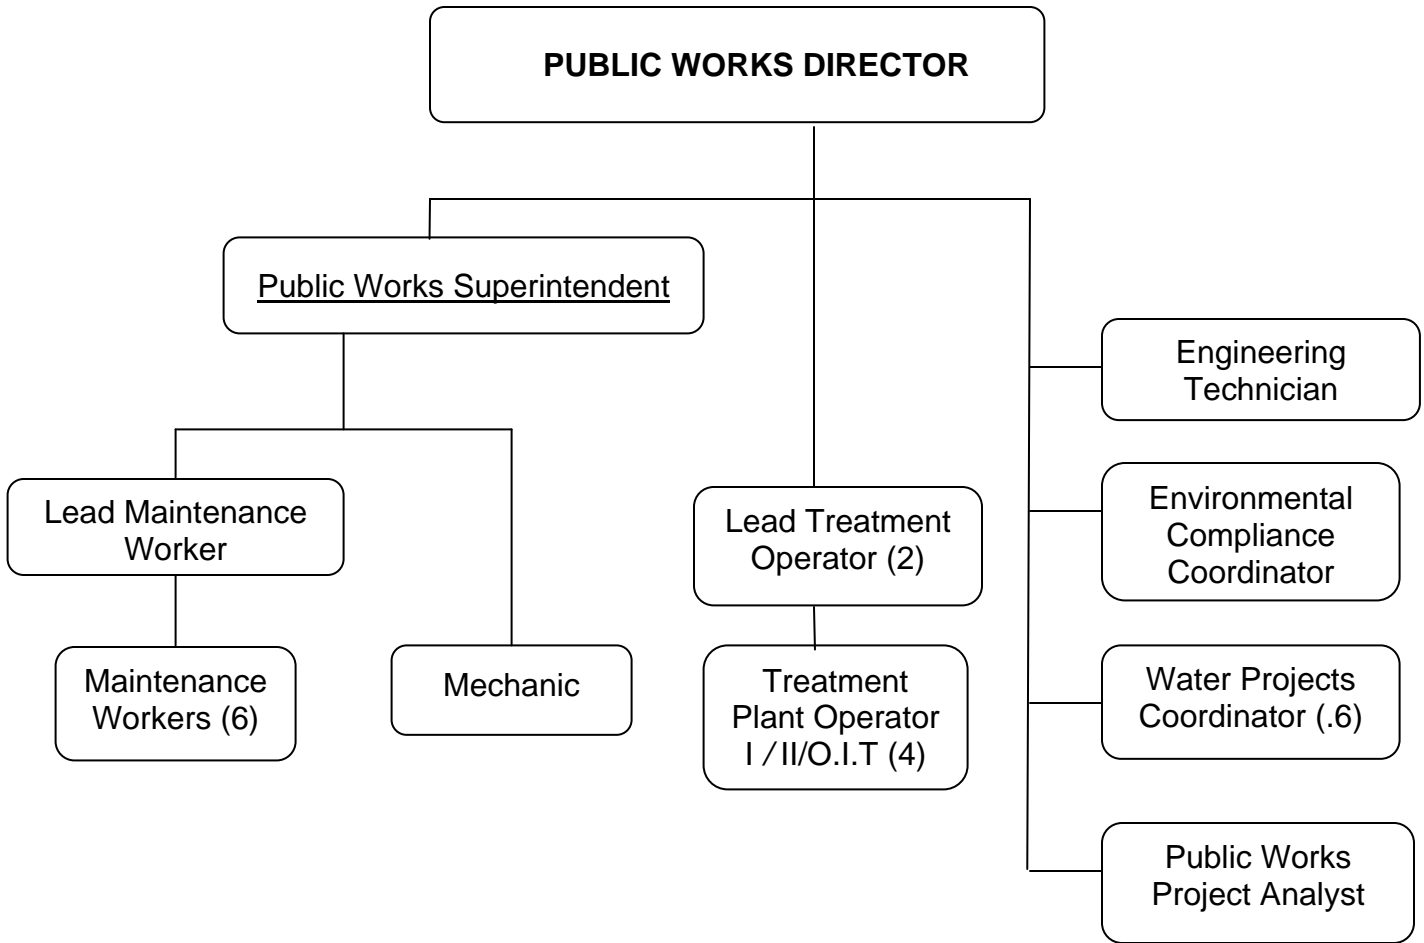 PUBLIC WORKS DIRECTOR
Public Works Superintendent
Engineering
Technician
Lead Maintenance
Worker
Lead Treatment
Operator (2)
Environmental
Compliance
Coordinator
Maintenance
Workers (6)
Mechanic
Treatment
Plant Operator
I / II/O.I.T (4)
Water Projects
Coordinator (.6)
Public Works
Project Analyst